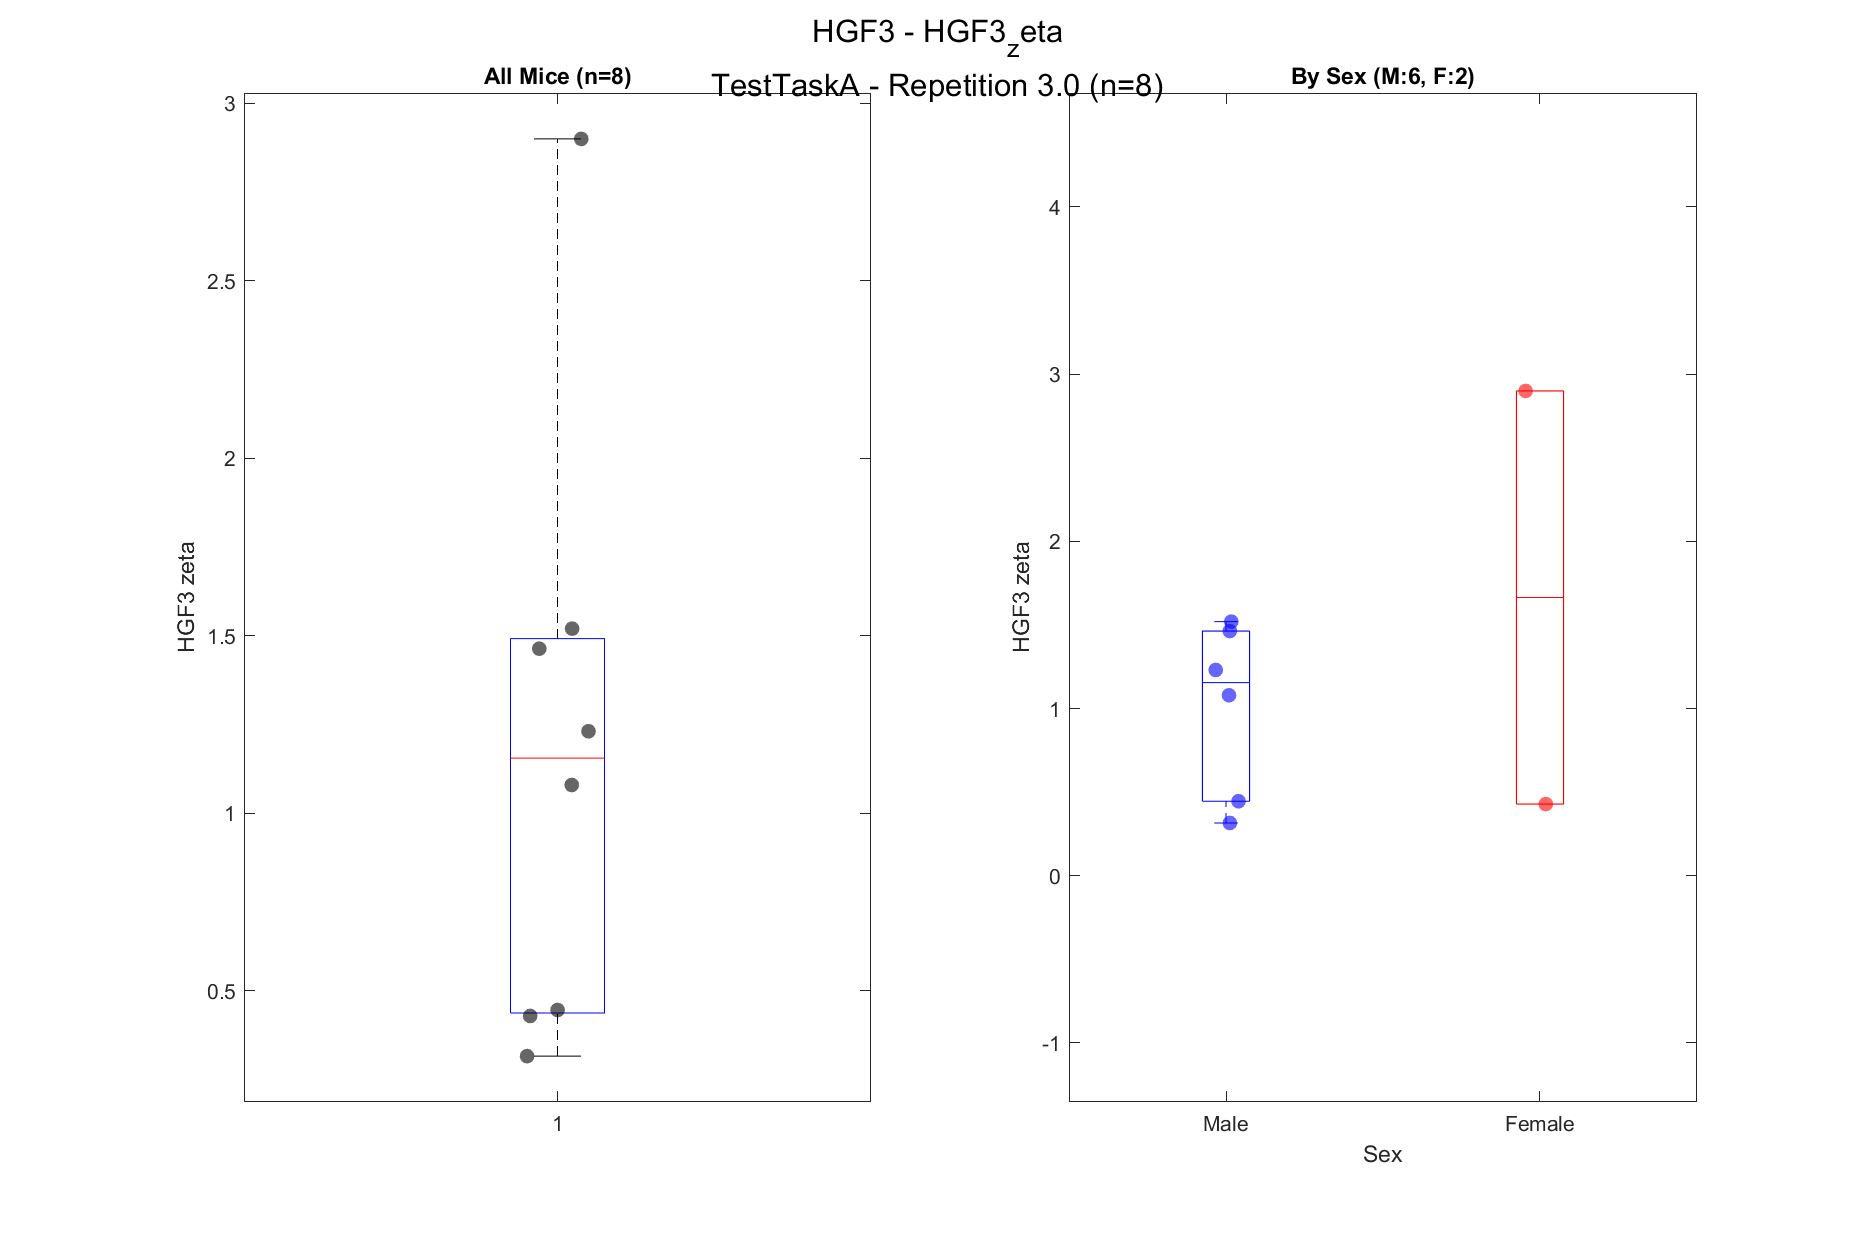 HGF3 - HGF3_zeta
TestTaskA - Repetition 3.0 (n=8)
All Mice (n=8)
3
2.5
2
1.5
1
0.5
HGF3 zeta
1
By Sex (M:6, F:2)
4
3
2
1
0
-1
HGF3 zeta
Male
Female
Sex